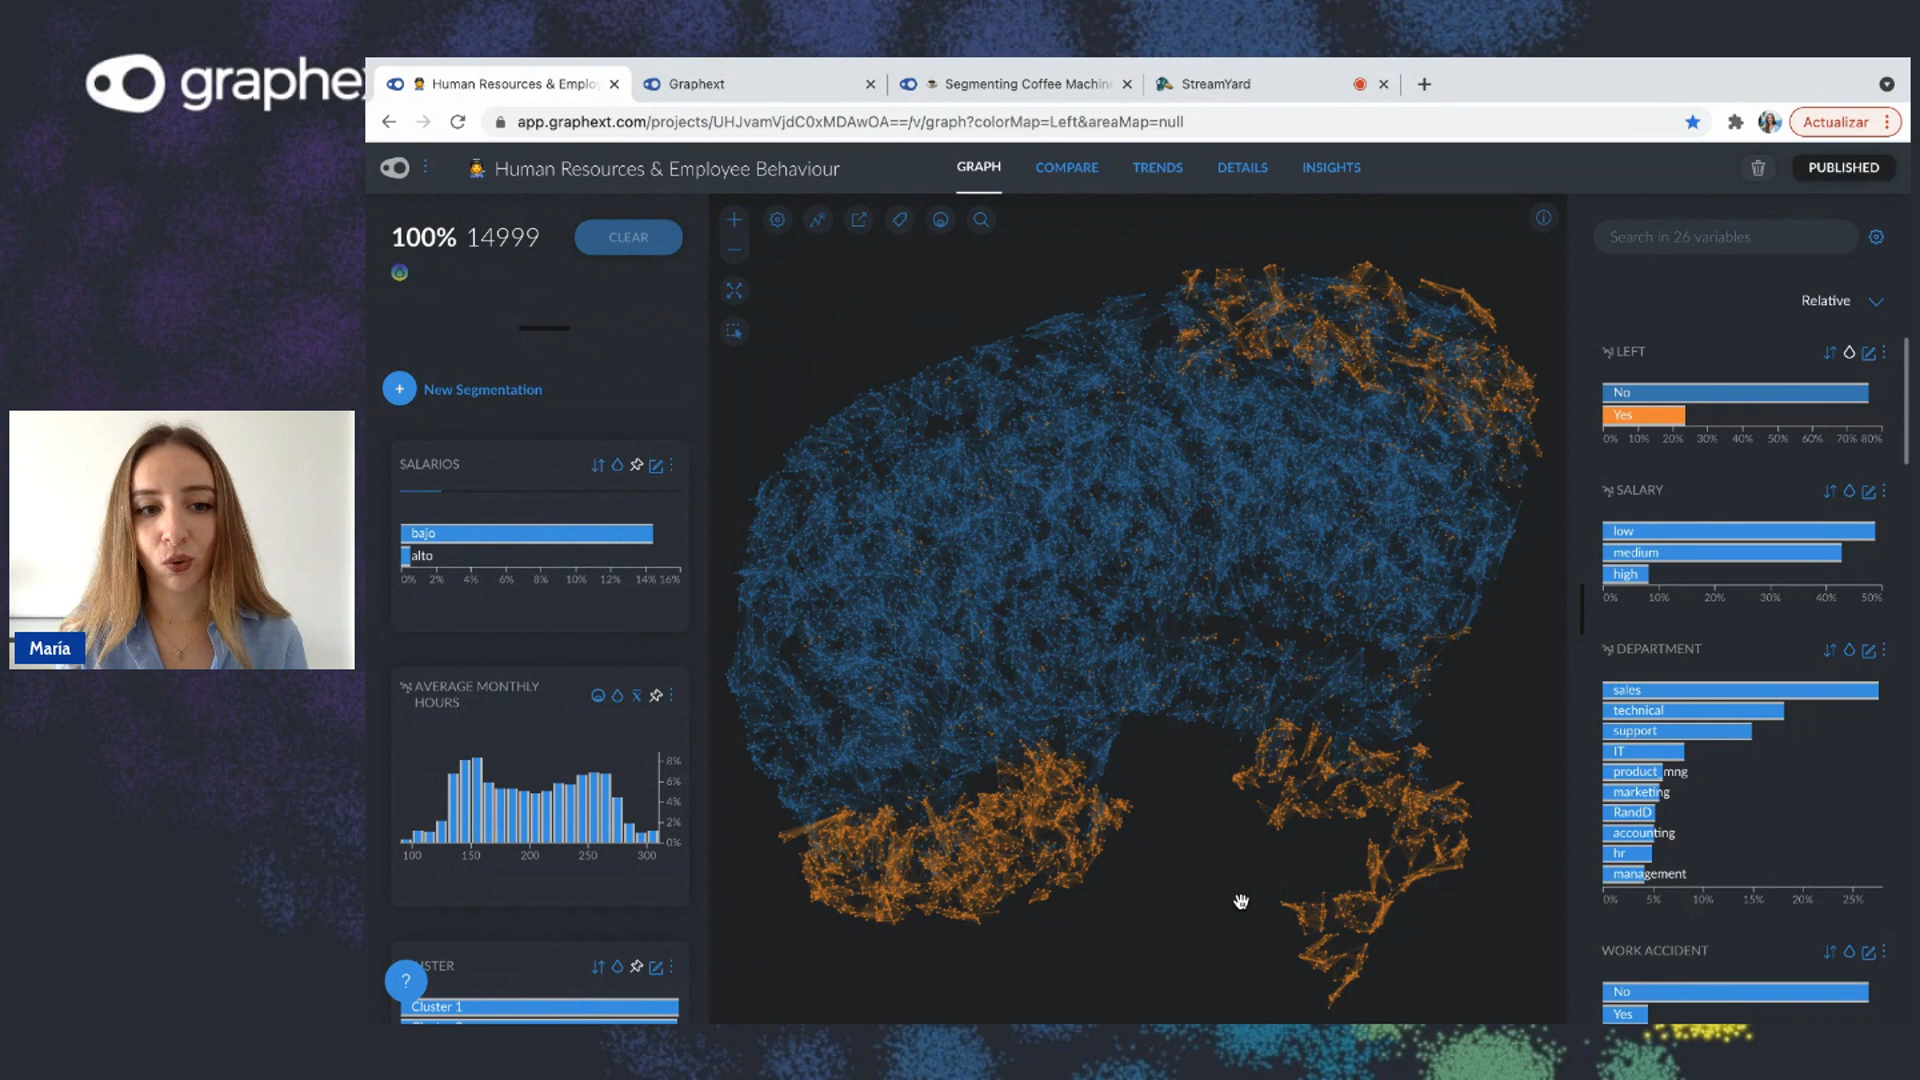 graphex
Human Resources & Emplo
Graphext
Segmenting Coffee Machin
StreamYard
app.graphext.com/projects/UHJvamVjdC0xMDAwOA==/v/graph?colorMap=Left&areaMap=null
Actualizar
Human Resources & Employee Behaviour
GRAPH
COMPARE
TRENDS
DETAILS
INSIGHTS
PUBLISHED
100% 14999
CLEAR
New Segmentation
SALARIOS
bajo
alto
0% 2% 4% 6% 8% 10% 12% 14% 16%
AVERAGE MONTHLY
HOURS
8%
6%
4%
2%
0%
100 150 200 250 300
USTER
Cluster 1
?
María
Search in 26 variables
Relative
LEFT
No
Yes
0% 10% 20% 30% 40% 50% 60% 70% 80%
SALARY
low
medium
high
0% 10% 20% 30% 40% 50%
DEPARTMENT
sales
technical
support
IT
product_mng
marketing
RandD
accounting
hr
management
0% 5% 10% 15% 20% 25%
WORK ACCIDENT
No
Yes